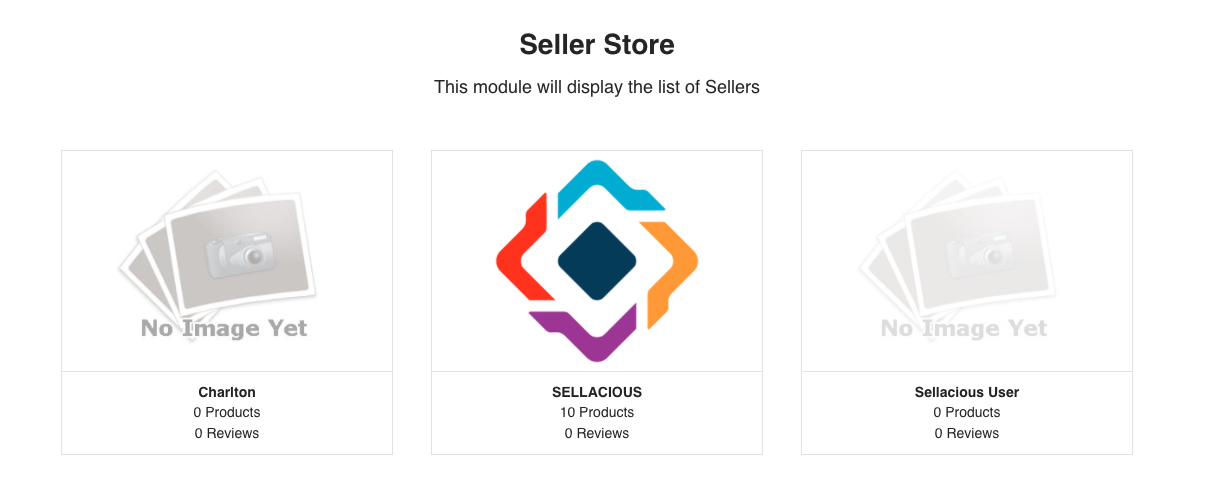 Seller Store
This module will display the list of Sellers
No Image Yet
Charlton
0 Products
0 Reviews
SELLACIOUS
10 Products
0 Reviews
No Image Yet
Sellacious User
0 Products
0 Reviews